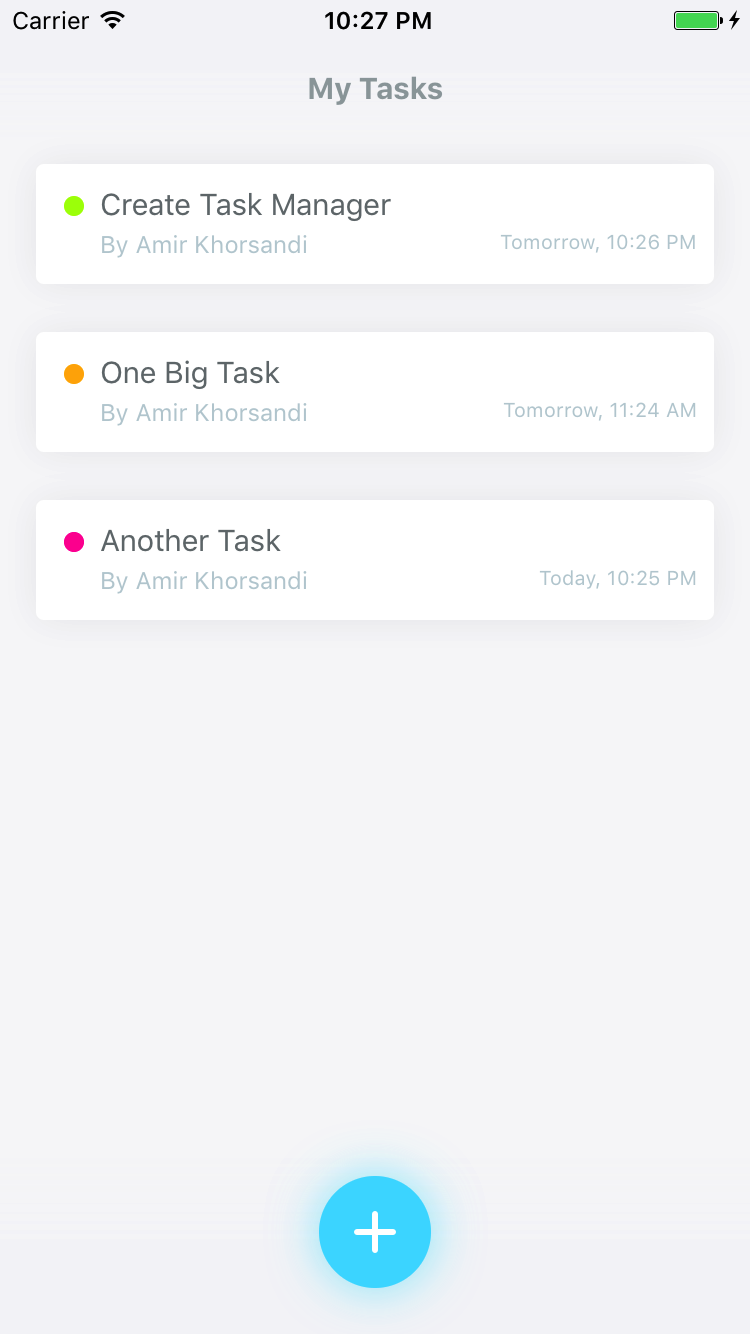 Carrier 10:27 PM
My Tasks
Create Task Manager
By Amir Khorsandi Tomorrow, 10:26 PM
One Big Task
By Amir Khorsandi Tomorrow, 11:24 AM
Another Task
By Amir Khorsandi Today, 10:25 PM